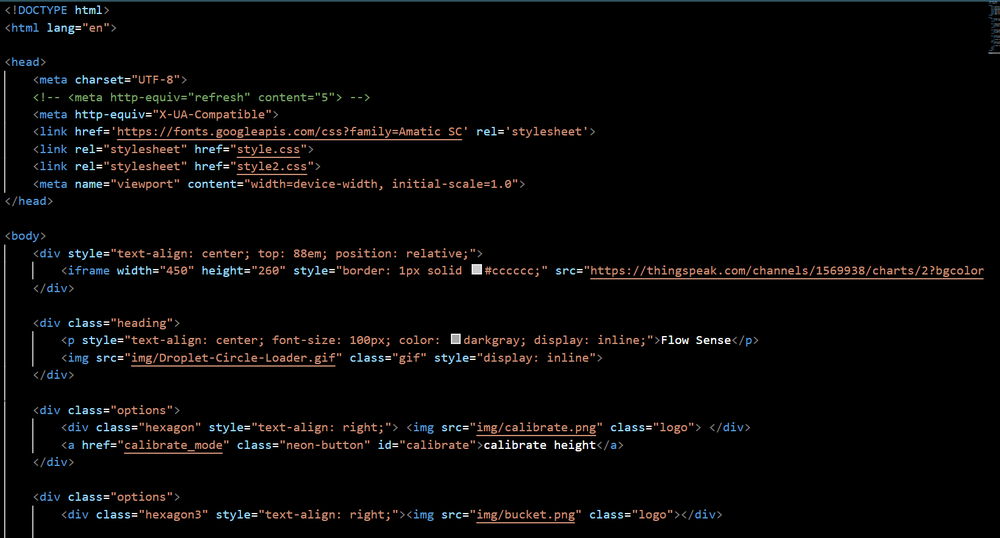 <!DOCTYPE html>
<html lang="en">
<head>
<meta charset="UTF-8">
<!-- <meta http-equiv="refresh" content="5"> -->
<meta http-equiv="X-UA-Compatible">
<link href='https://fonts.googleapis.com/css?family=Amatic SC' rel='stylesheet'>
<link rel="stylesheet" href="style.css">
<link rel="stylesheet" href="style2.css">
<meta name="viewport" content="width=device-width, initial-scale=1.0">
</head>
<body>
<div style="text-align: center; top: 88em; position: relative;">
<iframe width="450" height="260" style="border: 1px solid #cccccc;" src="https://thingspeak.com/channels/1569938/charts/2?bgcolor
</div>
<div class="heading">
<p style="text-align: center; font-size: 100px; color: darkgray; display: inline;">Flow Sense</p>
<img src="img/Droplet-Circle-Loader.gif" class="gif" style="display: inline">
</div>
<div class="options">
<div class="hexagon" style="text-align: right;"> <img src="img/calibrate.png" class="logo"> </div>
<a href="calibrate_mode" class="neon-button" id="calibrate">calibrate height</a>
</div>
<div class="options">
<div class="hexagon3" style="text-align: right;"><img src="img/bucket.png" class="logo"></div>